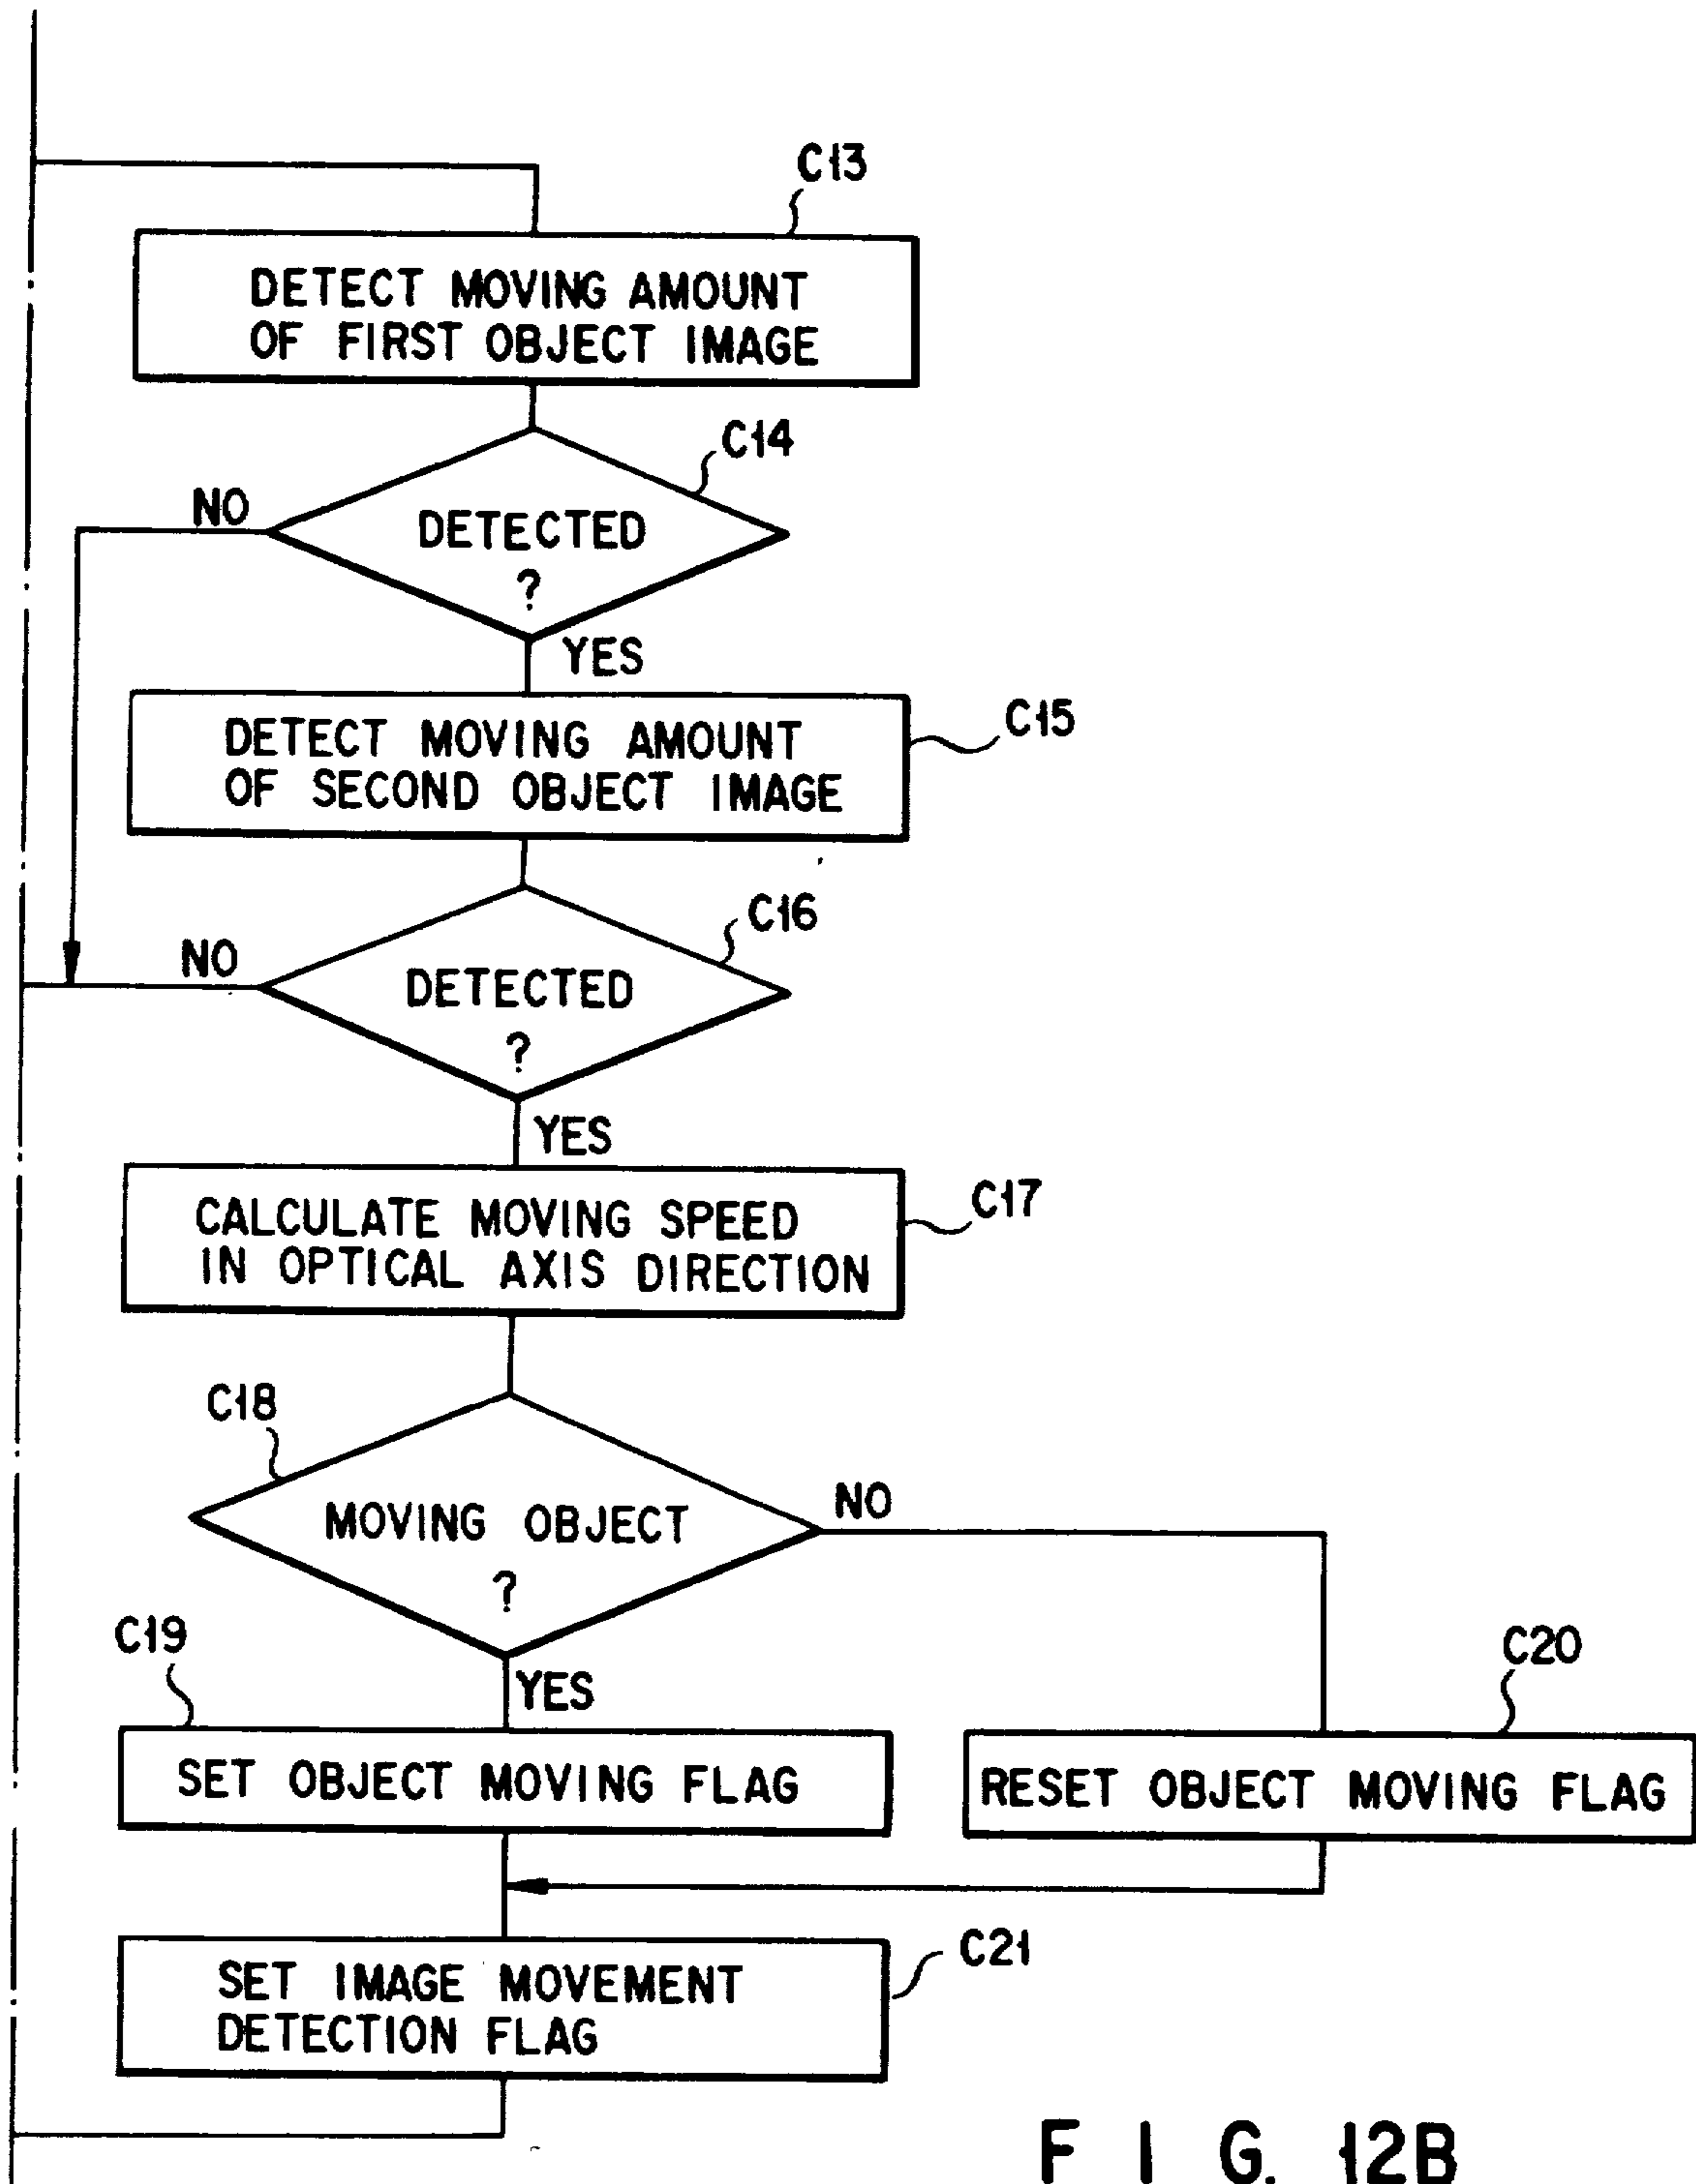 C13
DETECT MOVING AMOUNT
OF FIRST OBJECT IMAGE
C14
NO
DETECTED
?
YES
C15
DETECT MOVING AMOUNT
OF SECOND OBJECT IMAGE
C16
NO
DETECTED
?
YES
C17
CALCULATE MOVING SPEED
IN OPTICAL AXIS DIRECTION
C18
MOVING OBJECT
?
NO
C19
YES
C20
SET OBJECT MOVING FLAG
RESET OBJECT MOVING FLAG
C21
SET IMAGE MOVEMENT
DETECTION FLAG
F I G. 12B